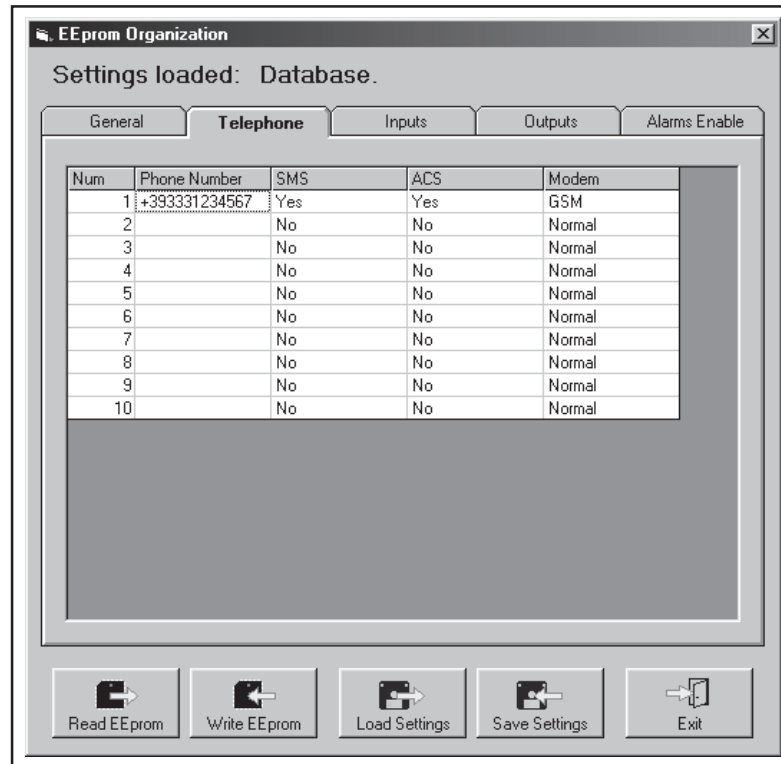 EEprom Organization
Settings loaded: Database.
General Telephone Inputs Outputs Alarms Enable
Num Phone Number SMS ACS Modem
1 +393331234567 Yes Yes GSM
2 No No Normal
3 No No Normal
4 No No Normal
5 No No Normal
6 No No Normal
7 No No Normal
8 No No Normal
9 No No Normal
10 No No Normal
Read EEprom Write EEprom Load Settings Save Settings Exit